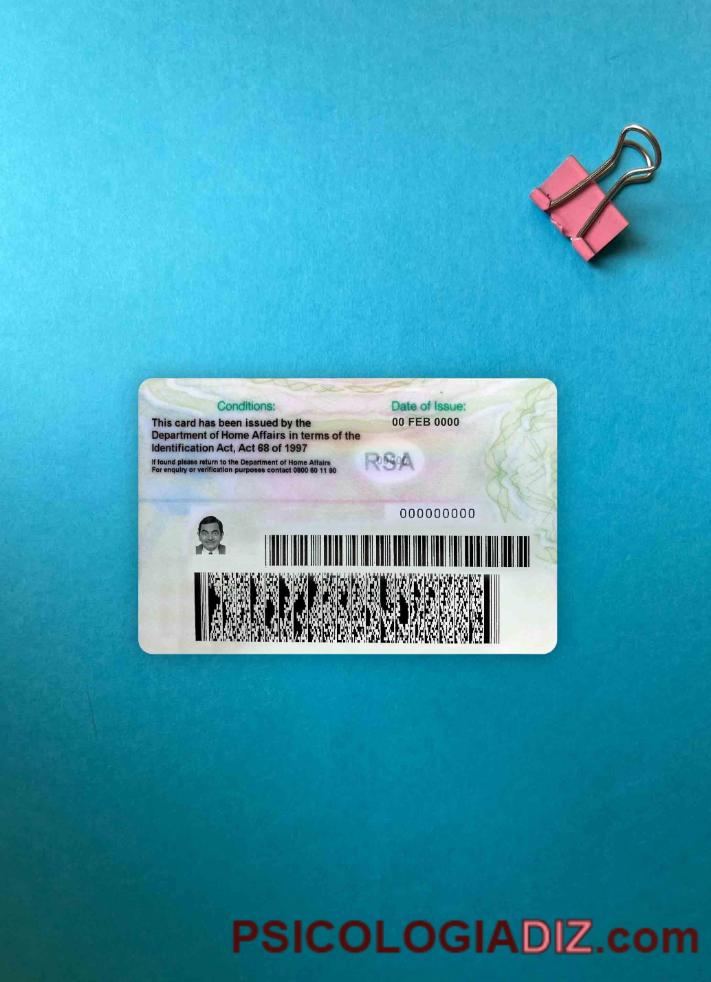 Conditions:
Date of Issue:
This card has been issued by the
00 FEB 0000
Department of Home Affairs in terms of the
Identification Act, Act 68 of 1997
If found please return to the Department of Home Affairs
For enquiry or verification purposes contact 0800 60 11 90
RSA
000000000
PSICOLOGIADIZ.com